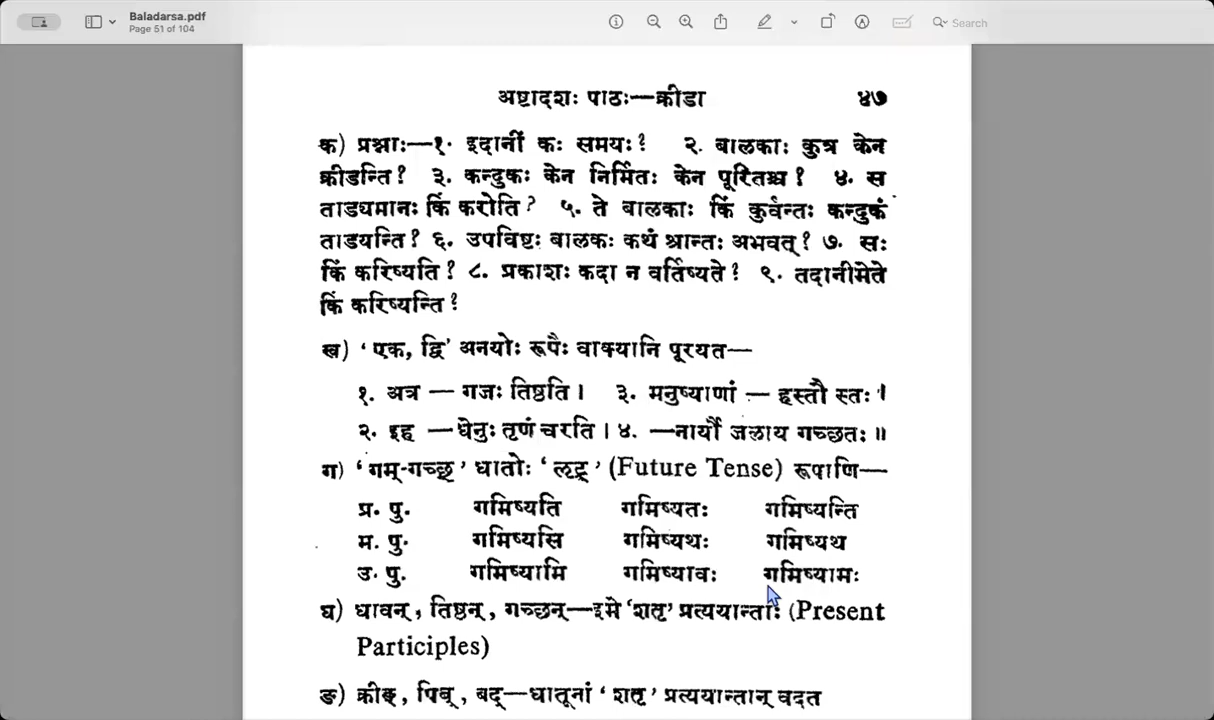 Baladarsa.pdf
Page 51 of 104
Search
अष्टादशः पाठः—क्रीडा ४७
क) प्रश्नाः—१. इदानीं कः समयः? २. बालकाः कुत्र केन
क्रीडन्ति? ३. कन्दुकः केन निर्मितः केन पूरितश्च? ४. स
ताड्यमानः किं करोति? ५. ते बालकाः किं कुर्वन्तः कन्दुकं
ताडयन्ति? ६. उपविष्टः बालकः कथं श्रान्तः अभवत्? ७. सः
किं करिष्यति? ८. प्रकाशः कदा न वर्तिष्यते? ९. तदानीमेते
किं करिष्यन्ति?
ख) 'एक, द्वि' अनयोः रूपैः वाक्यानि पूरयत—
१. अत्र — गजः तिष्ठति। ३. मनुष्याणां — हस्तौ स्तः।
२. इह —धेनुः तृणं चरति। ४. —नार्यौ जलाय गच्छतः॥
ग) 'गम्-गच्छ्' धातोः 'लृट्' (Future Tense) रूपाणि—
प्र. पु. गमिष्यति गमिष्यतः गमिष्यन्ति
म. पु. गमिष्यसि गमिष्यथः गमिष्यथ
उ. पु. गमिष्यामि गमिष्यावः गमिष्यामः
घ) धावन्, तिष्ठन्, गच्छन्—इमे 'शतृ' प्रत्ययान्ताः (Present
Participles)
ङ) क्रीड्, पिब्, वद्—धातूनां 'शतृ' प्रत्ययान्तान् वदत